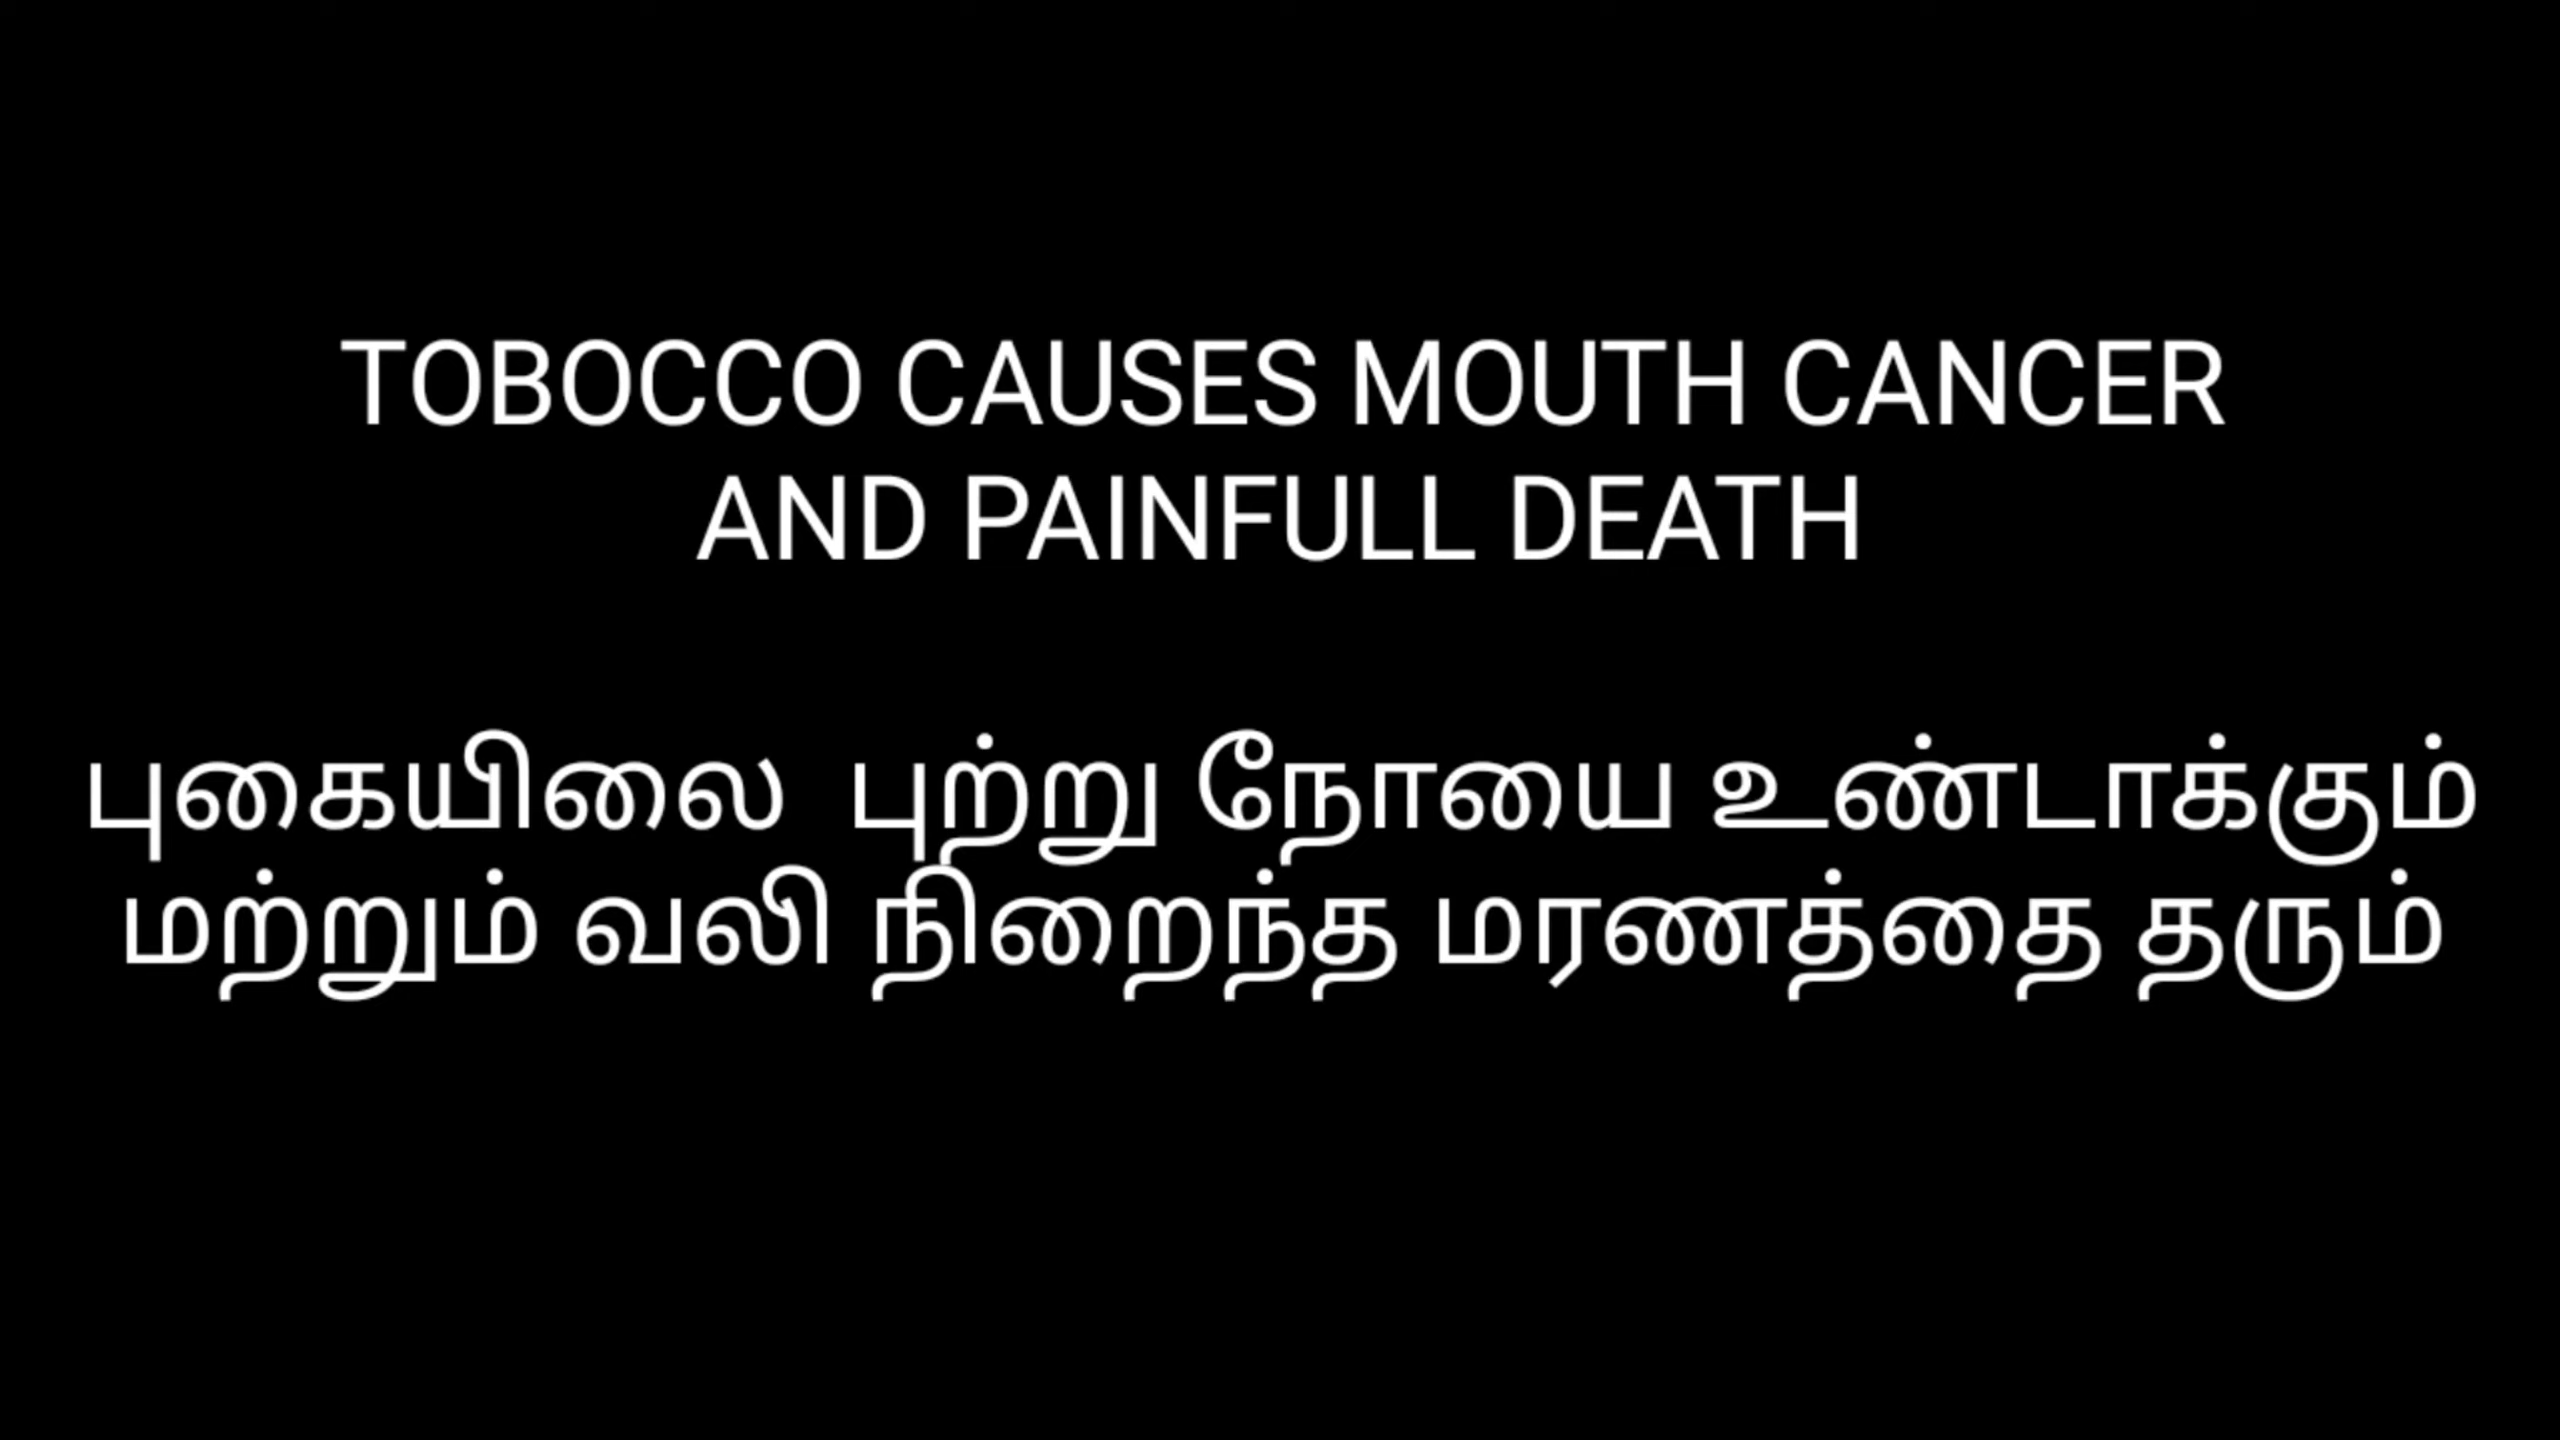 TOBOCCO CAUSES MOUTH CANCER
AND PAINFULL DEATH
புகையிலை புற்று நோயை உண்டாக்கும்
மற்றும் வலி நிறைந்த மரணத்தை தரும்